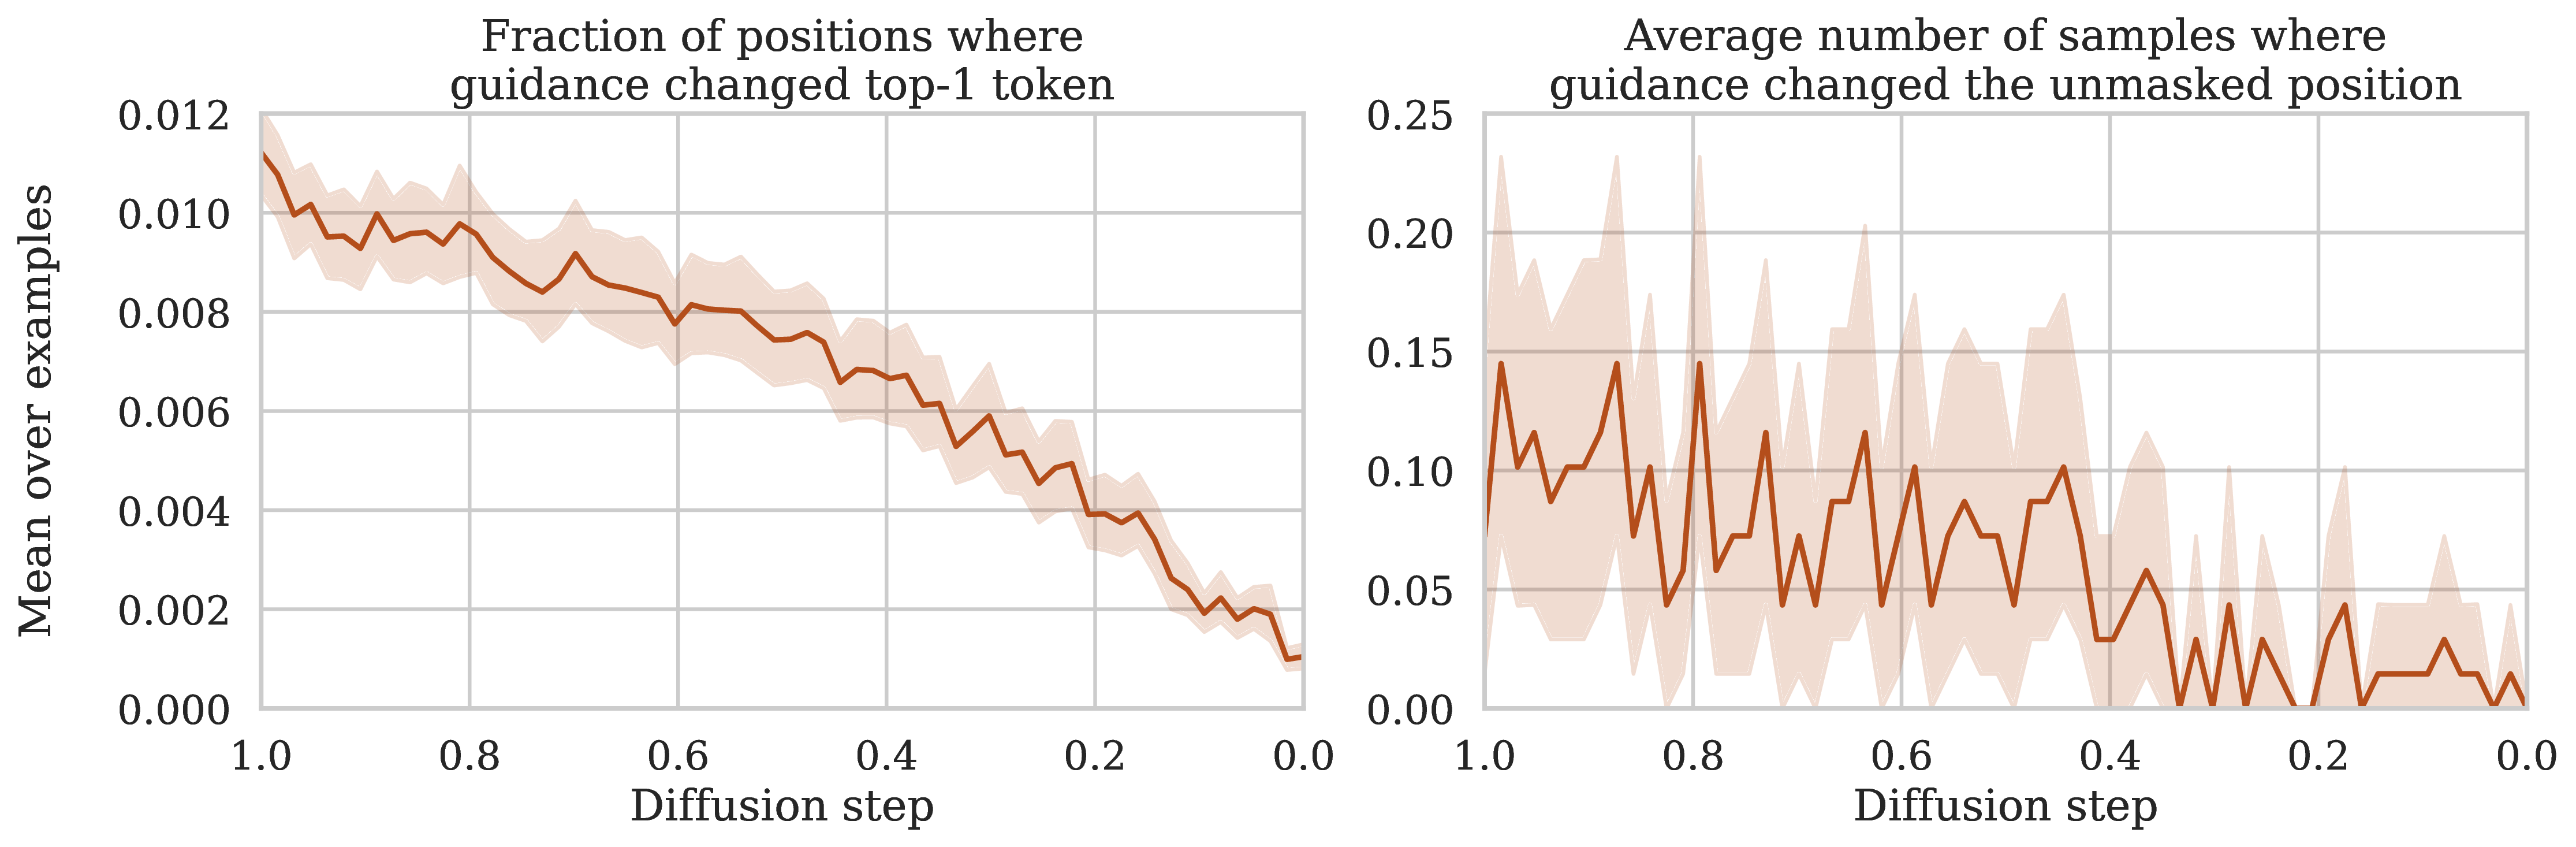 Fraction of positions where
guidance changed top-1 token
Mean over examples
0.012
0.010
0.008
0.006
0.004
0.002
0.000
1.0 0.8 0.6 0.4 0.2 0.0
Diffusion step
Average number of samples where
guidance changed the unmasked position
0.25
0.20
0.15
0.10
0.05
0.00
1.0 0.8 0.6 0.4 0.2 0.0
Diffusion step